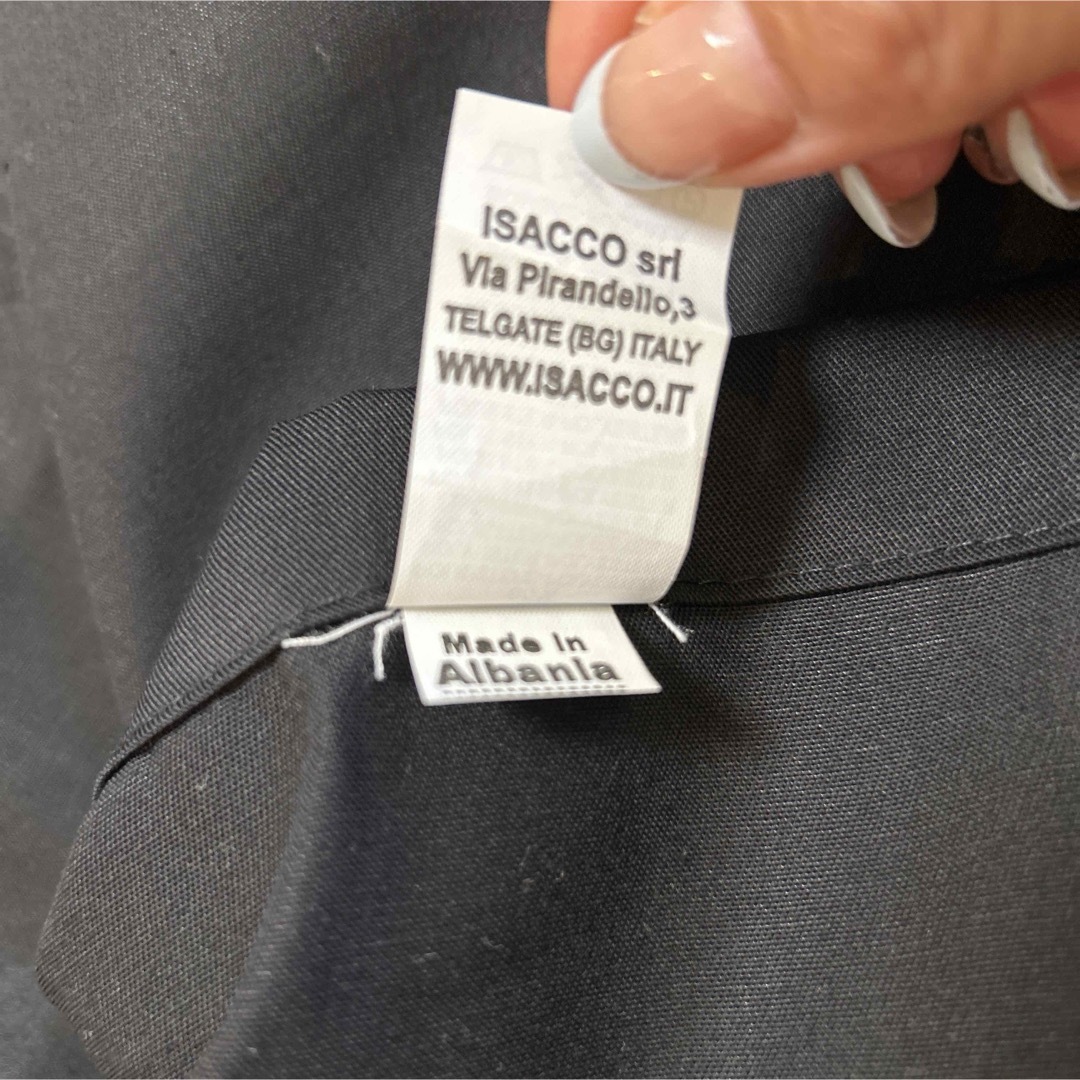 ISACCO srl
Via Pirandello,3
TELGATE (BG) ITALY
WWW.ISACCO.IT
Made in
Albania